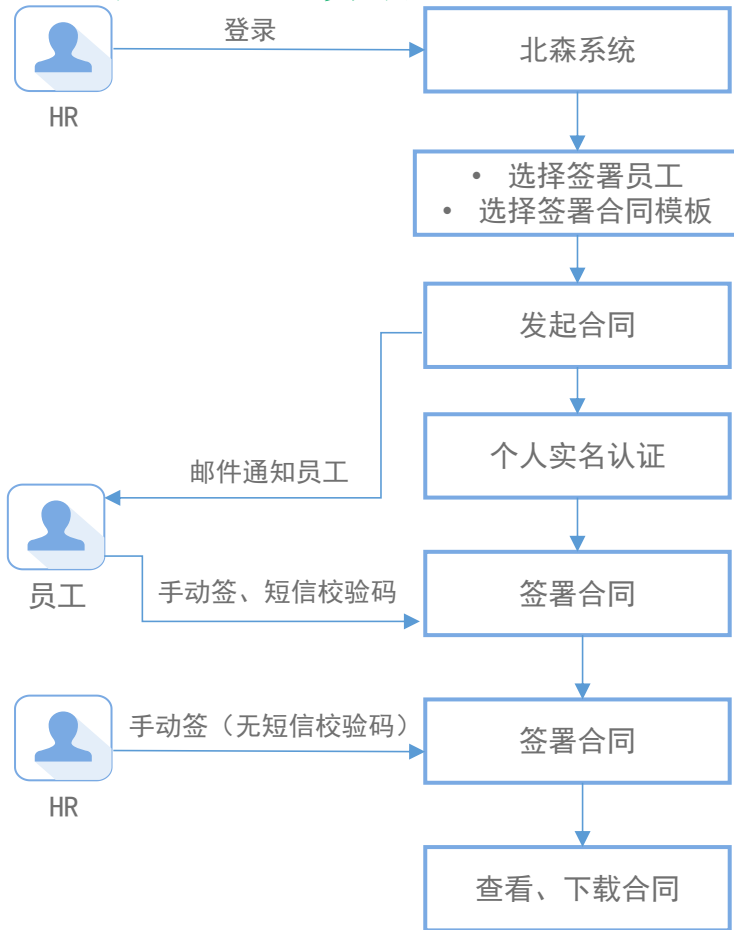 登录
北森系统
HR
• 选择签署员工
• 选择签署合同模板
发起合同
个人实名认证
邮件通知员工
员工
手动签、短信校验码
签署合同
手动签（无短信校验码）
签署合同
HR
查看、下载合同